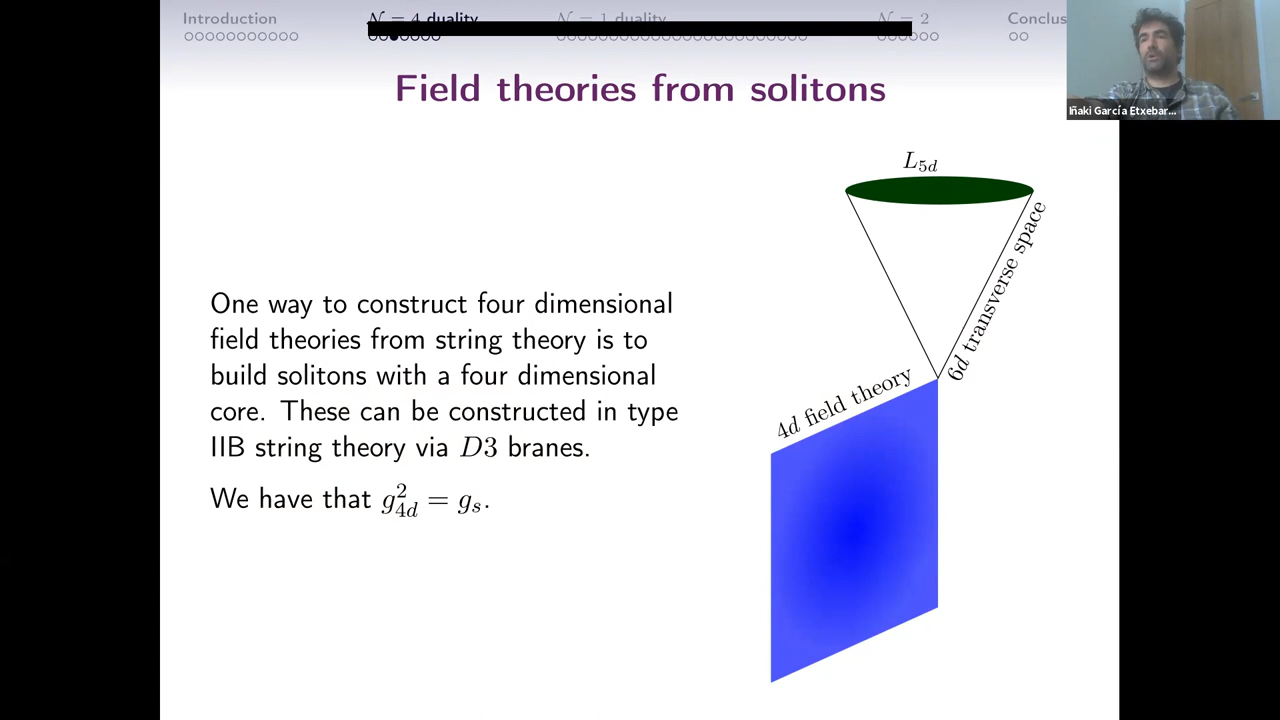 Introduction
N = 4 duality
N = 1 duality
N = 2
Conclus
Iñaki García Etxebar...
Field theories from solitons
L5d
6d transverse space
4d field theory
One way to construct four dimensional
field theories from string theory is to
build solitons with a four dimensional
core. These can be constructed in type
IIB string theory via D3 branes.
We have that g²4d = gs.